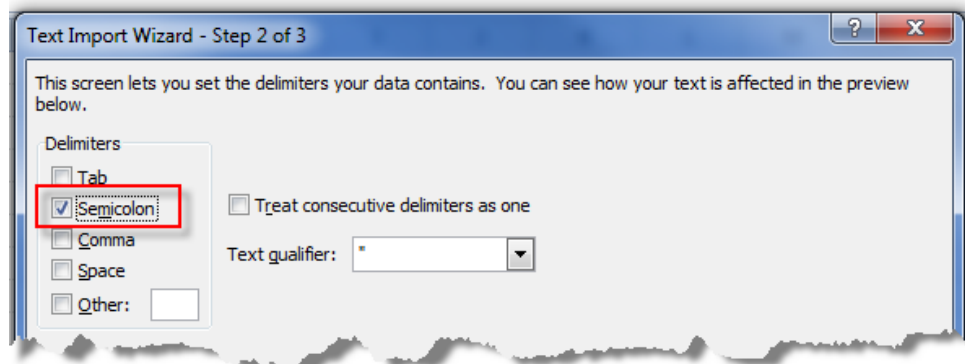 Text Import Wizard - Step 2 of 3
This screen lets you set the delimiters your data contains.  You can see how your text is affected in the preview
below.
Delimiters
Tab
Semicolon
Treat consecutive delimiters as one
Comma
Text qualifier: "
Space
Other: